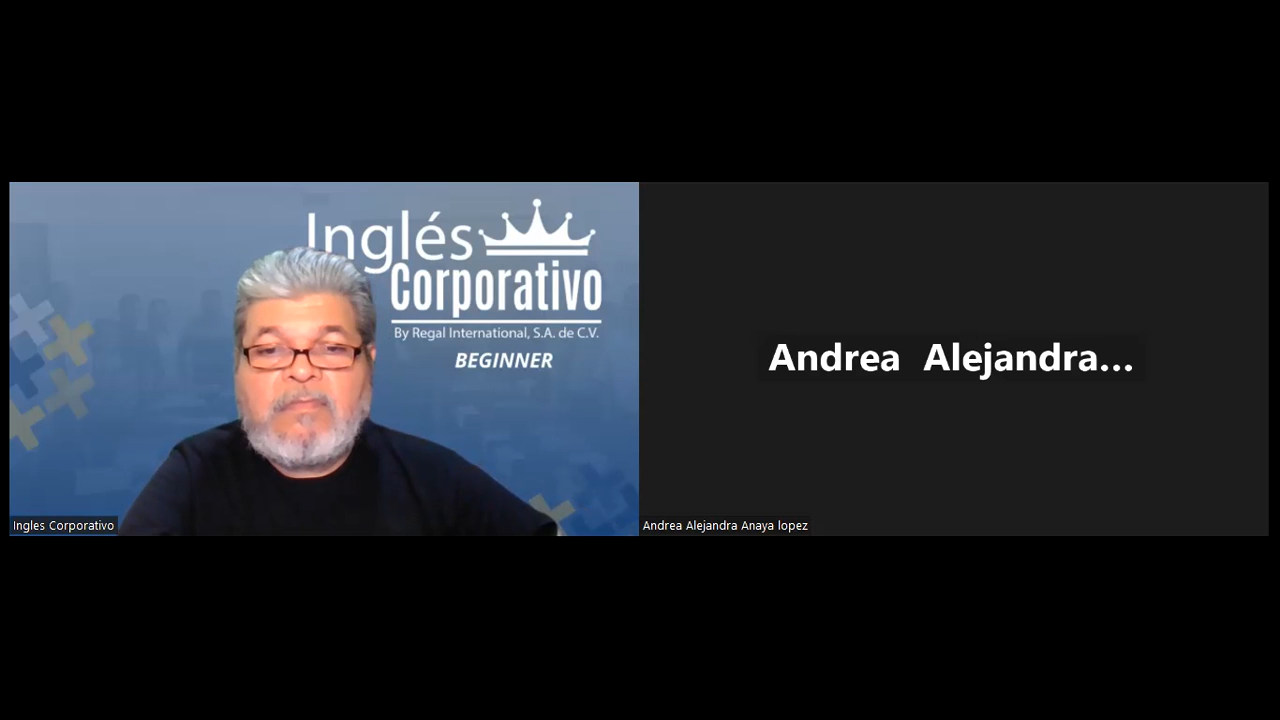 Inglés
Corporativo
By Regal International, S.A. de C.V.
BEGINNER
Ingles Corporativo
Andrea Alejandra...
Andrea Alejandra Anaya lopez